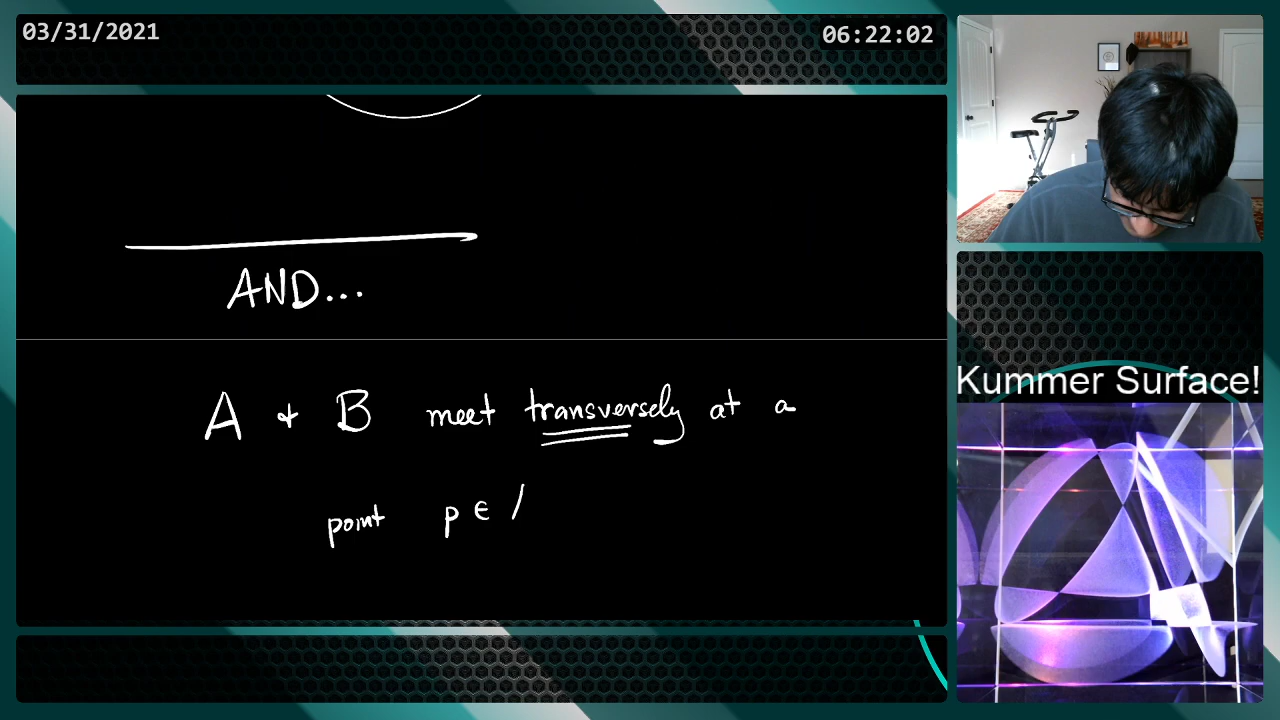 03/31/2021
06:22:02
AND...
A + B meet transversely at a
point p ∈ /
Kummer Surface!